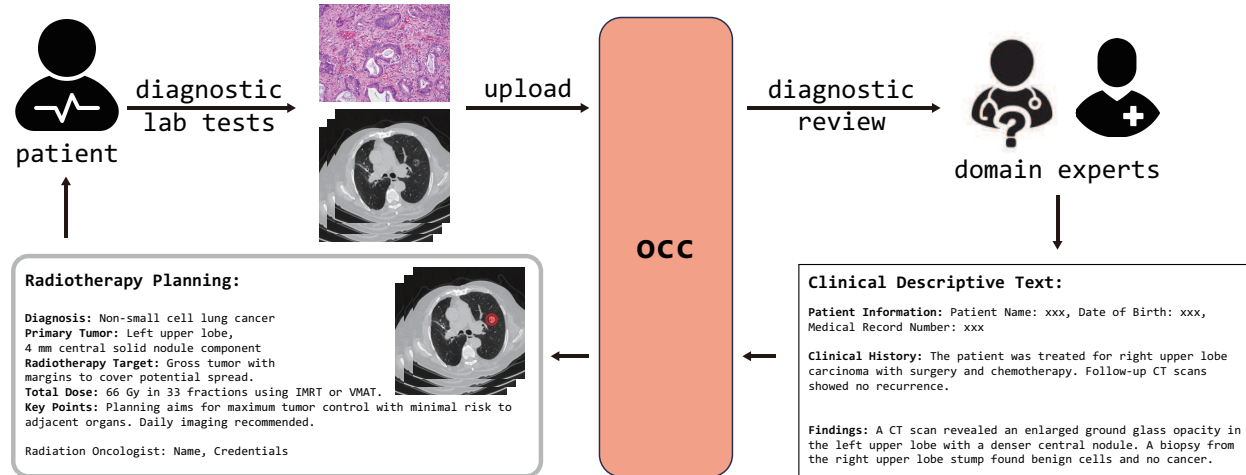 diagnostic
lab tests
patient
upload
OCC
diagnostic
review
domain experts
Clinical Descriptive Text:
Patient Information: Patient Name: xxx, Date of Birth: xxx,
Medical Record Number: xxx
Clinical History: The patient was treated for right upper lobe
carcinoma with surgery and chemotherapy. Follow-up CT scans
showed no recurrence.
Findings: A CT scan revealed an enlarged ground glass opacity in
the left upper lobe with a denser central nodule. A biopsy from
the right upper lobe stump found benign cells and no cancer.
Radiotherapy Planning:
Diagnosis: Non-small cell lung cancer
Primary Tumor: Left upper lobe,
4 mm central solid nodule component
Radiotherapy Target: Gross tumor with
margins to cover potential spread.
Total Dose: 66 Gy in 33 fractions using IMRT or VMAT.
Key Points: Planning aims for maximum tumor control with minimal risk to
adjacent organs. Daily imaging recommended.
Radiation Oncologist: Name, Credentials